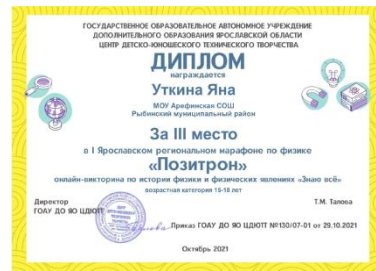 ГОСУДАРСТВЕННОЕ ОБРАЗОВАТЕЛЬНОЕ АВТОНОМНОЕ УЧРЕЖДЕНИЕ
ДОПОЛНИТЕЛЬНОГО ОБРАЗОВАНИЯ ЯРОСЛАВСКОЙ ОБЛАСТИ
ЦЕНТР ДЕТСКО-ЮНОШЕСКОГО ТЕХНИЧЕСКОГО ТВОРЧЕСТВА
ДИПЛОМ
награждается
Уткина Яна
МОУ Арефинская СОШ
Рыбинский муниципальный район
За III место
в I Ярославском региональном марафоне по физике
«Позитрон»
онлайн-викторина по истории физики и физических явлениях «Знаю всё»
возрастная категория 15-18 лет
Директор
ГОАУ ДО ЯО ЦДЮТТ
Т.М. Талова
Приказ ГОАУ ДО ЯО ЦДЮТТ №130/07-01 от 29.10.2021
Октябрь 2021